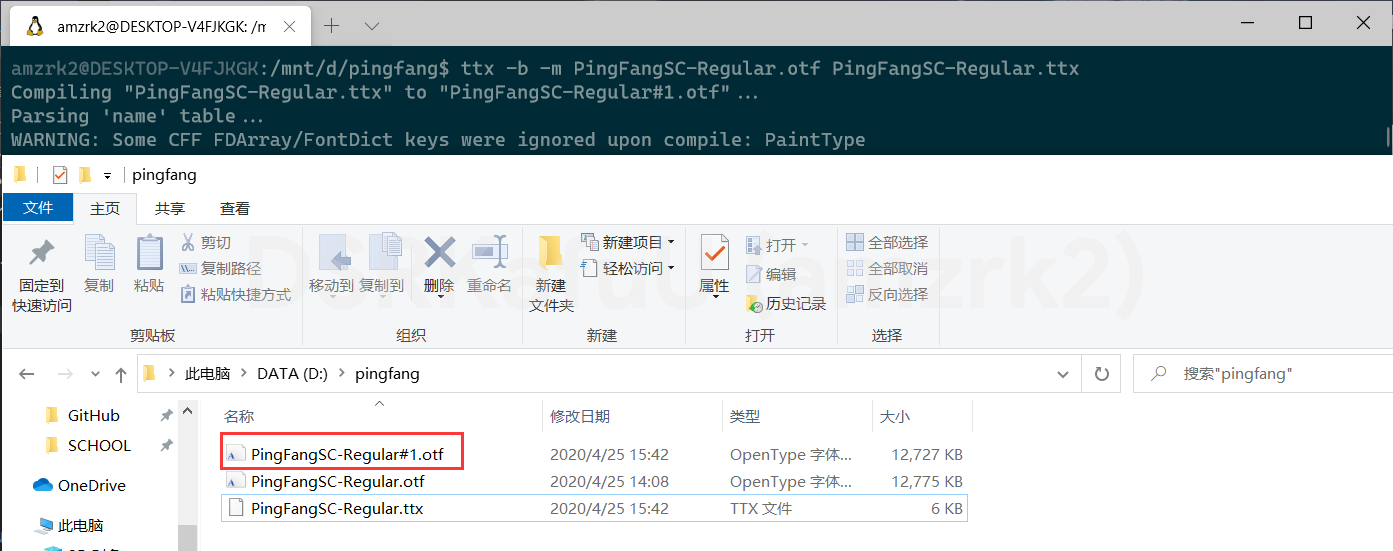 amzrk2@DESKTOP-V4FJKGK: /m
amzrk2@DESKTOP-V4FJKGK:/mnt/d/pingfang$ ttx -b -m PingFangSC-Regular.otf PingFangSC-Regular.ttx
Compiling "PingFangSC-Regular.ttx" to "PingFangSC-Regular#1.otf"...
Parsing 'name' table...
WARNING: Some CFF FDArray/FontDict keys were ignored upon compile: PaintType
pingfang
文件 主页 共享 查看
固定到
快速访问
复制
粘贴
剪切
复制路径
粘贴快捷方式
剪贴板
移动到 复制到 删除 重命名
组织
新建
文件夹
新建项目
轻松访问
新建
属性
打开
编辑
历史记录
打开
全部选择
全部取消
反向选择
选择
此电脑 DATA (D:) pingfang
搜索"pingfang"
GitHub
SCHOOL
OneDrive
此电脑
名称 修改日期 类型 大小
PingFangSC-Regular#1.otf 2020/4/25 15:42 OpenType 字体... 12,727 KB
PingFangSC-Regular.otf 2020/4/25 14:08 OpenType 字体... 12,775 KB
PingFangSC-Regular.ttx 2020/4/25 15:42 TTX 文件 6 KB